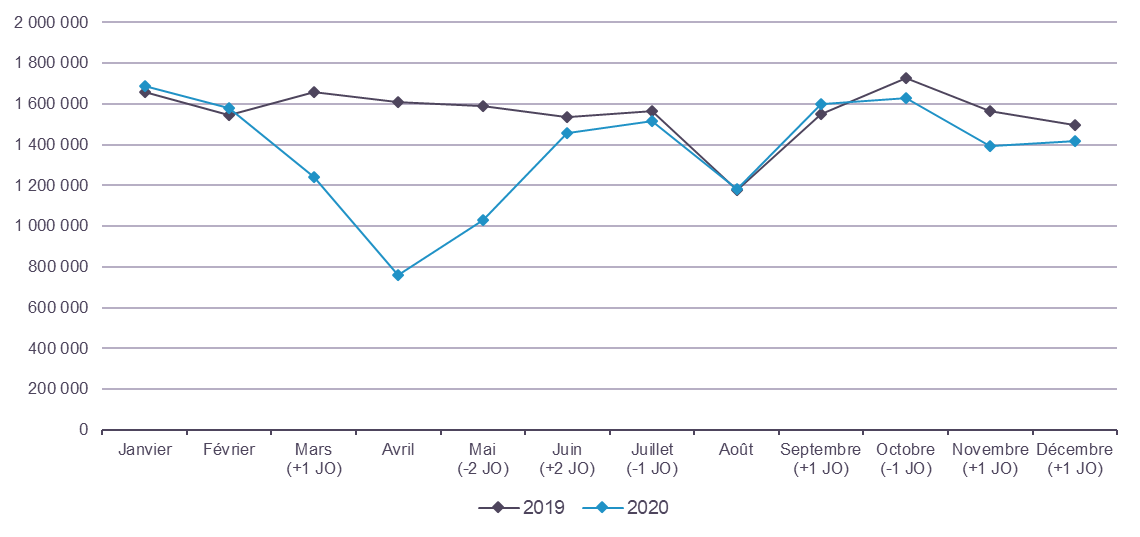 2 000 000
1 800 000
1 600 000
1 400 000
1 200 000
1 000 000
800 000
600 000
400 000
200 000
0
Janvier Février Mars Avril Mai Juin Juillet Août Septembre Octobre Novembre Décembre
(+1 JO) (-2 JO) (+2 JO) (-1 JO) (+1 JO) (-1 JO) (+1 JO) (+1 JO)
2019 2020